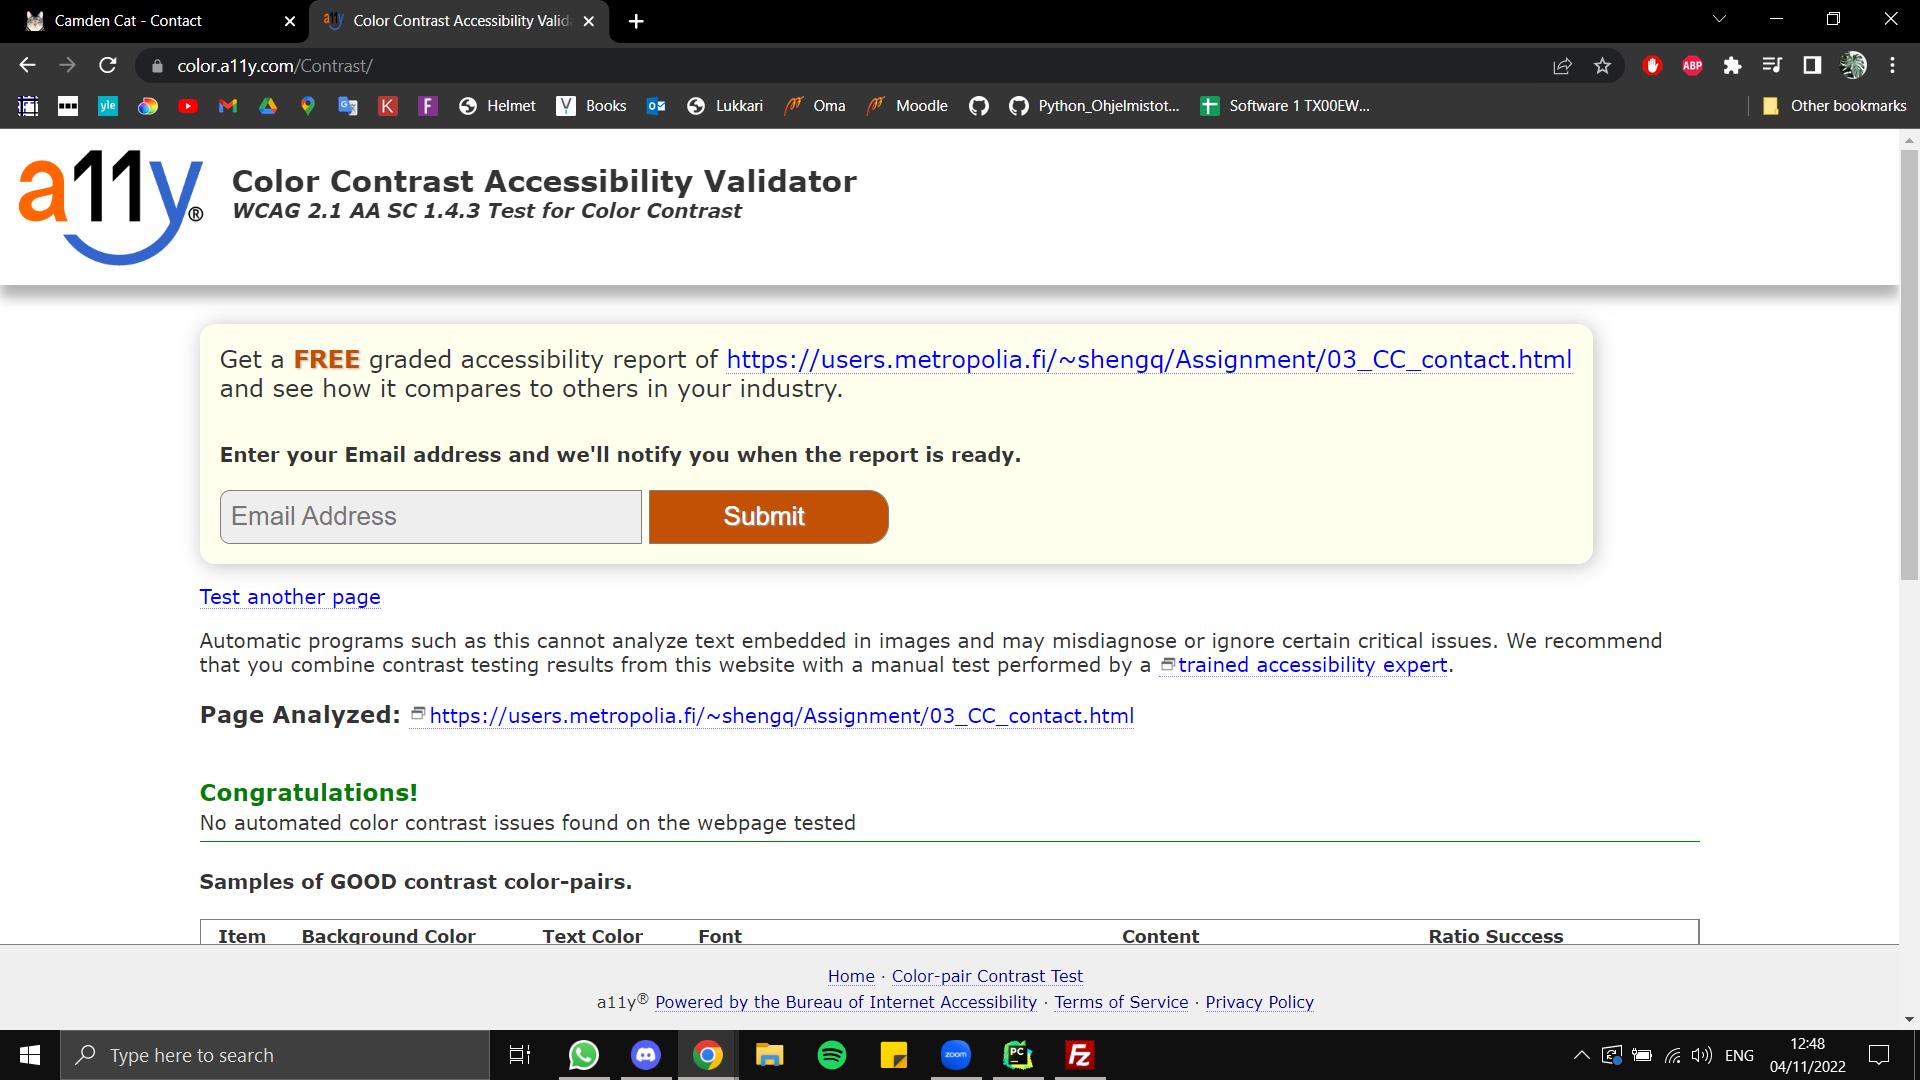 Camden Cat - Contact
Color Contrast Accessibility Valid
color.a11y.com/Contrast/
ABP
yle
K
F
Helmet
Books
Lukkari
Oma
Moodle
Python_Ohjelmistot...
Software 1 TX00EW...
Other bookmarks
a11y®
Color Contrast Accessibility Validator
WCAG 2.1 AA SC 1.4.3 Test for Color Contrast
Get a FREE graded accessibility report of https://users.metropolia.fi/~shengq/Assignment/03_CC_contact.html
and see how it compares to others in your industry.
Enter your Email address and we'll notify you when the report is ready.
Email Address
Submit
Test another page
Automatic programs such as this cannot analyze text embedded in images and may misdiagnose or ignore certain critical issues. We recommend
that you combine contrast testing results from this website with a manual test performed by a trained accessibility expert.
Page Analyzed: https://users.metropolia.fi/~shengq/Assignment/03_CC_contact.html
Congratulations!
No automated color contrast issues found on the webpage tested
Samples of GOOD contrast color-pairs.
Item Background Color Text Color Font Content Ratio Success
Home · Color-pair Contrast Test
a11y® Powered by the Bureau of Internet Accessibility · Terms of Service · Privacy Policy
Type here to search
zoom
PC
FZ
ENG
12:48
04/11/2022